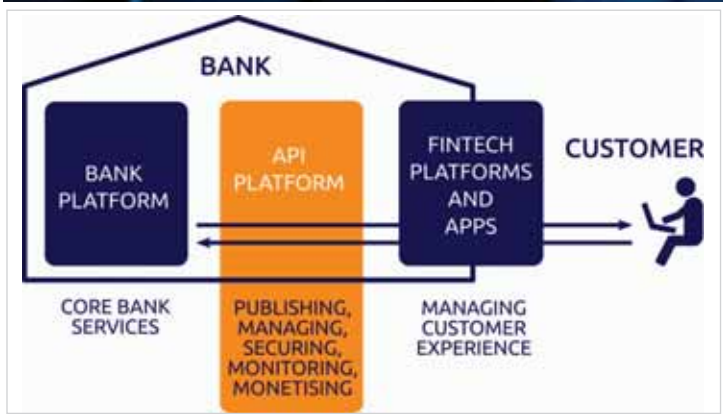 BANK
BANK
PLATFORM
API
PLATFORM
FINTECH
PLATFORMS
AND
APPS
CUSTOMER
CORE BANK
SERVICES
PUBLISHING,
MANAGING,
SECURING,
MONITORING,
MONETISING
MANAGING
CUSTOMER
EXPERIENCE